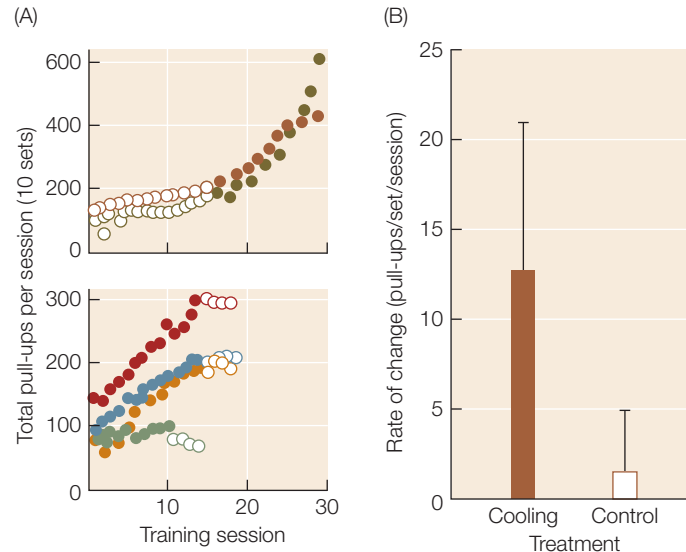 (A)
Total pull-ups per session (10 sets)
600
400
200
0
300
200
100
0
0
10
20
30
Training session
(B)
Rate of change (pull-ups/set/session)
25
20
15
10
5
0
Cooling
Control
Treatment